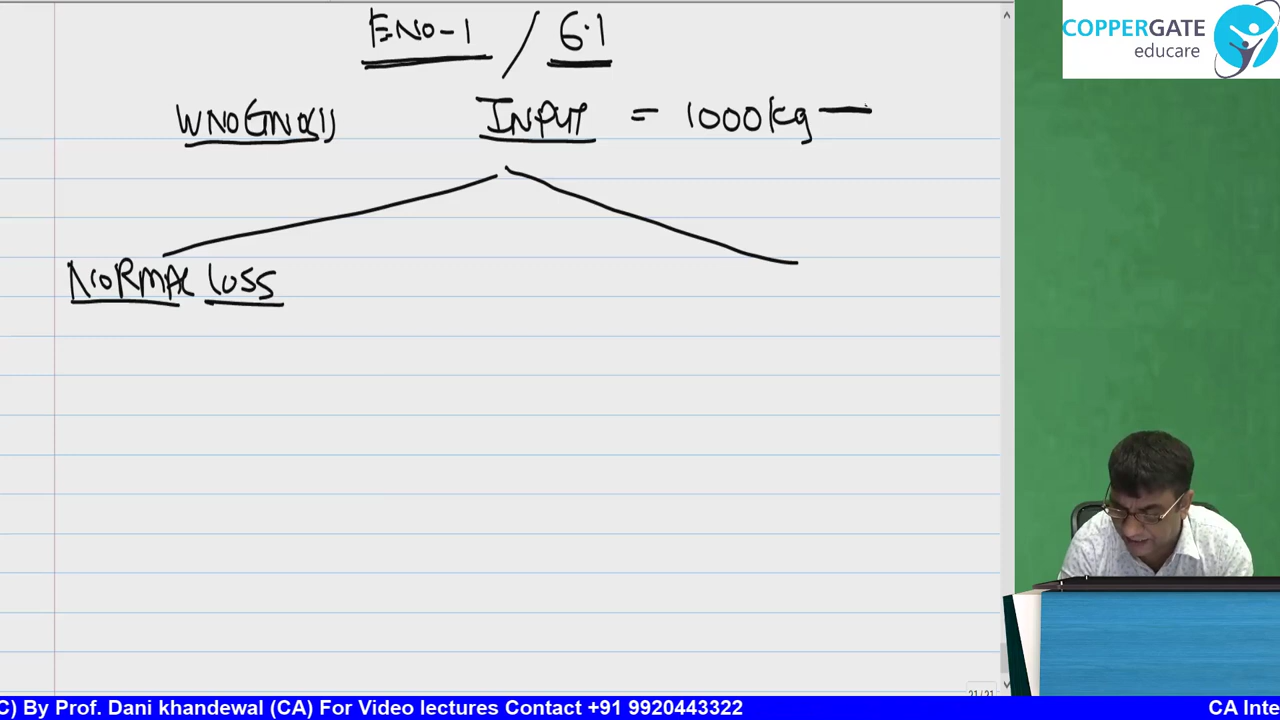 ENO-1 / 6.1
COPPERGATE
educare
INPUT = 1000kg —
NORMAL LOSS
C) By Prof. Dani khandewal (CA) For Video lectures Contact +91 9920443322
CA Inte